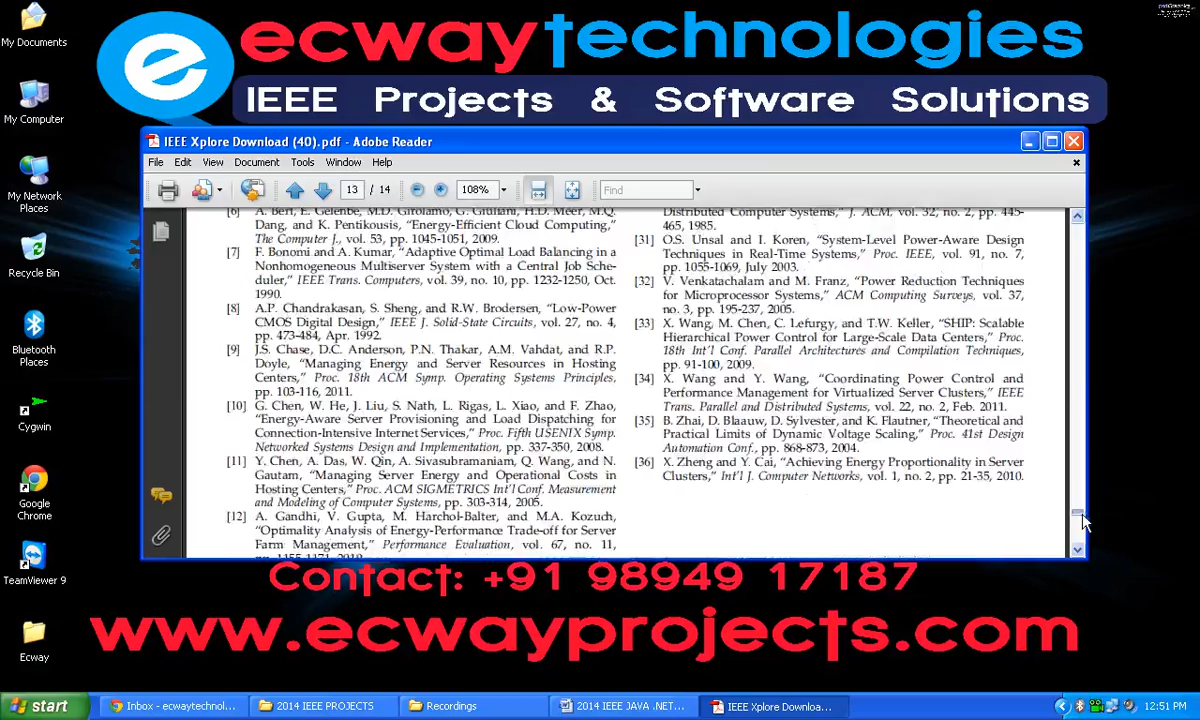 My Documents
My Computer
My Network
Places
Recycle Bin
Bluetooth
Places
Cygwin
Google
Chrome
TeamViewer 9
Ecway
e
ecwaytechnologies
IEEE Projects & Software Solutions
IEEE Xplore Download (40).pdf - Adobe Reader
File Edit View Document Tools Window Help
13 / 14 108% Find
[6] A. Berl, E. Gelenbe, M.D. Girolamo, G. Giuliani, H.D. Meer, M.Q.
Dang, and K. Pentikousis, “Energy-Efficient Cloud Computing,”
The Computer J., vol. 53, pp. 1045-1051, 2009.
[7] F. Bonomi and A. Kumar, “Adaptive Optimal Load Balancing in a
Nonhomogeneous Multiserver System with a Central Job Sche-
duler,” IEEE Trans. Computers, vol. 39, no. 10, pp. 1232-1250, Oct.
1990.
[8] A.P. Chandrakasan, S. Sheng, and R.W. Brodersen, “Low-Power
CMOS Digital Design,” IEEE J. Solid-State Circuits, vol. 27, no. 4,
pp. 473-484, Apr. 1992.
[9] J.S. Chase, D.C. Anderson, P.N. Thakar, A.M. Vahdat, and R.P.
Doyle, “Managing Energy and Server Resources in Hosting
Centers,” Proc. 18th ACM Symp. Operating Systems Principles,
pp. 103-116, 2011.
[10] G. Chen, W. He, J. Liu, S. Nath, L. Rigas, L. Xiao, and F. Zhao,
“Energy-Aware Server Provisioning and Load Dispatching for
Connection-Intensive Internet Services,” Proc. Fifth USENIX Symp.
Networked Systems Design and Implementation, pp. 337-350, 2008.
[11] Y. Chen, A. Das, W. Qin, A. Sivasubramaniam, Q. Wang, and N.
Gautam, “Managing Server Energy and Operational Costs in
Hosting Centers,” Proc. ACM SIGMETRICS Int'l Conf. Measurement
and Modeling of Computer Systems, pp. 303-314, 2005.
[12] A. Gandhi, V. Gupta, M. Harchol-Balter, and M.A. Kozuch,
“Optimality Analysis of Energy-Performance Trade-off for Server
Farm Management,” Performance Evaluation, vol. 67, no. 11,
Distributed Computer Systems,” J. ACM, vol. 32, no. 2, pp. 445-
465, 1985.
[31] O.S. Unsal and I. Koren, “System-Level Power-Aware Design
Techniques in Real-Time Systems,” Proc. IEEE, vol. 91, no. 7,
pp. 1055-1069, July 2003.
[32] V. Venkatachalam and M. Franz, “Power Reduction Techniques
for Microprocessor Systems,” ACM Computing Surveys, vol. 37,
no. 3, pp. 195-237, 2005.
[33] X. Wang, M. Chen, C. Lefurgy, and T.W. Keller, “SHIP: Scalable
Hierarchical Power Control for Large-Scale Data Centers,” Proc.
18th Int'l Conf. Parallel Architectures and Compilation Techniques,
pp. 91-100, 2009.
[34] X. Wang and Y. Wang, “Coordinating Power Control and
Performance Management for Virtualized Server Clusters,” IEEE
Trans. Parallel and Distributed Systems, vol. 22, no. 2, Feb. 2011.
[35] B. Zhai, D. Blaauw, D. Sylvester, and K. Flautner, “Theoretical and
Practical Limits of Dynamic Voltage Scaling,” Proc. 41st Design
Automation Conf., pp. 868-873, 2004.
[36] X. Zheng and Y. Cai, “Achieving Energy Proportionality in Server
Clusters,” Int'l J. Computer Networks, vol. 1, no. 2, pp. 21-35, 2010.
Contact: +91 98949 17187
www.ecwayprojects.com
start Inbox - ecwaytechnol... 2014 IEEE PROJECTS Recordings 2014 IEEE JAVA .NET... IEEE Xplore Downloa... 12:51 PM